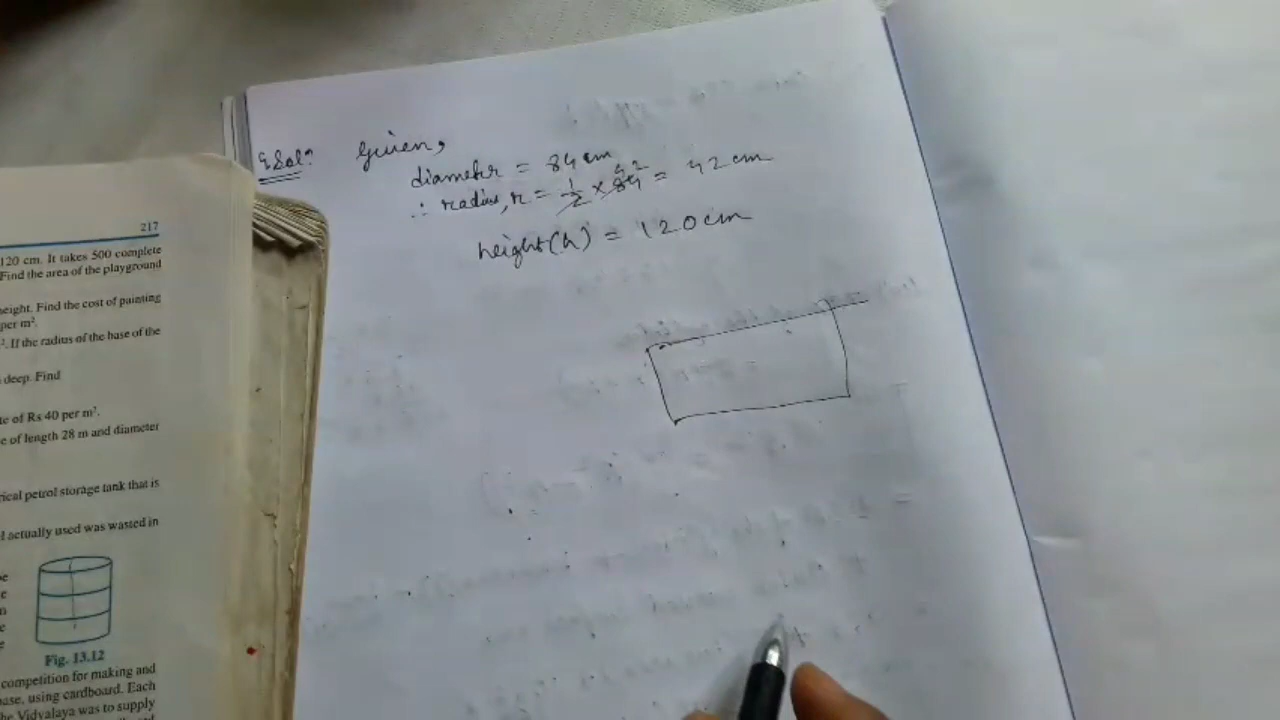 217
120 cm. It takes 500 complete
Find the area of the playground
height. Find the cost of painting
per m².
². If the radius of the base of the
deep. Find
te of Rs 40 per m².
e of length 28 m and diameter
rical petrol storage tank that is
l actually used was wasted in
Fig. 13.12
competition for making and
base, using cardboard. Each
he Vidyalaya was to supply
Solⁿ Given,
diameter = 84 cm
∴ radius, r = 1/2 × 84 42 = 42 cm
height(h) = 120 cm